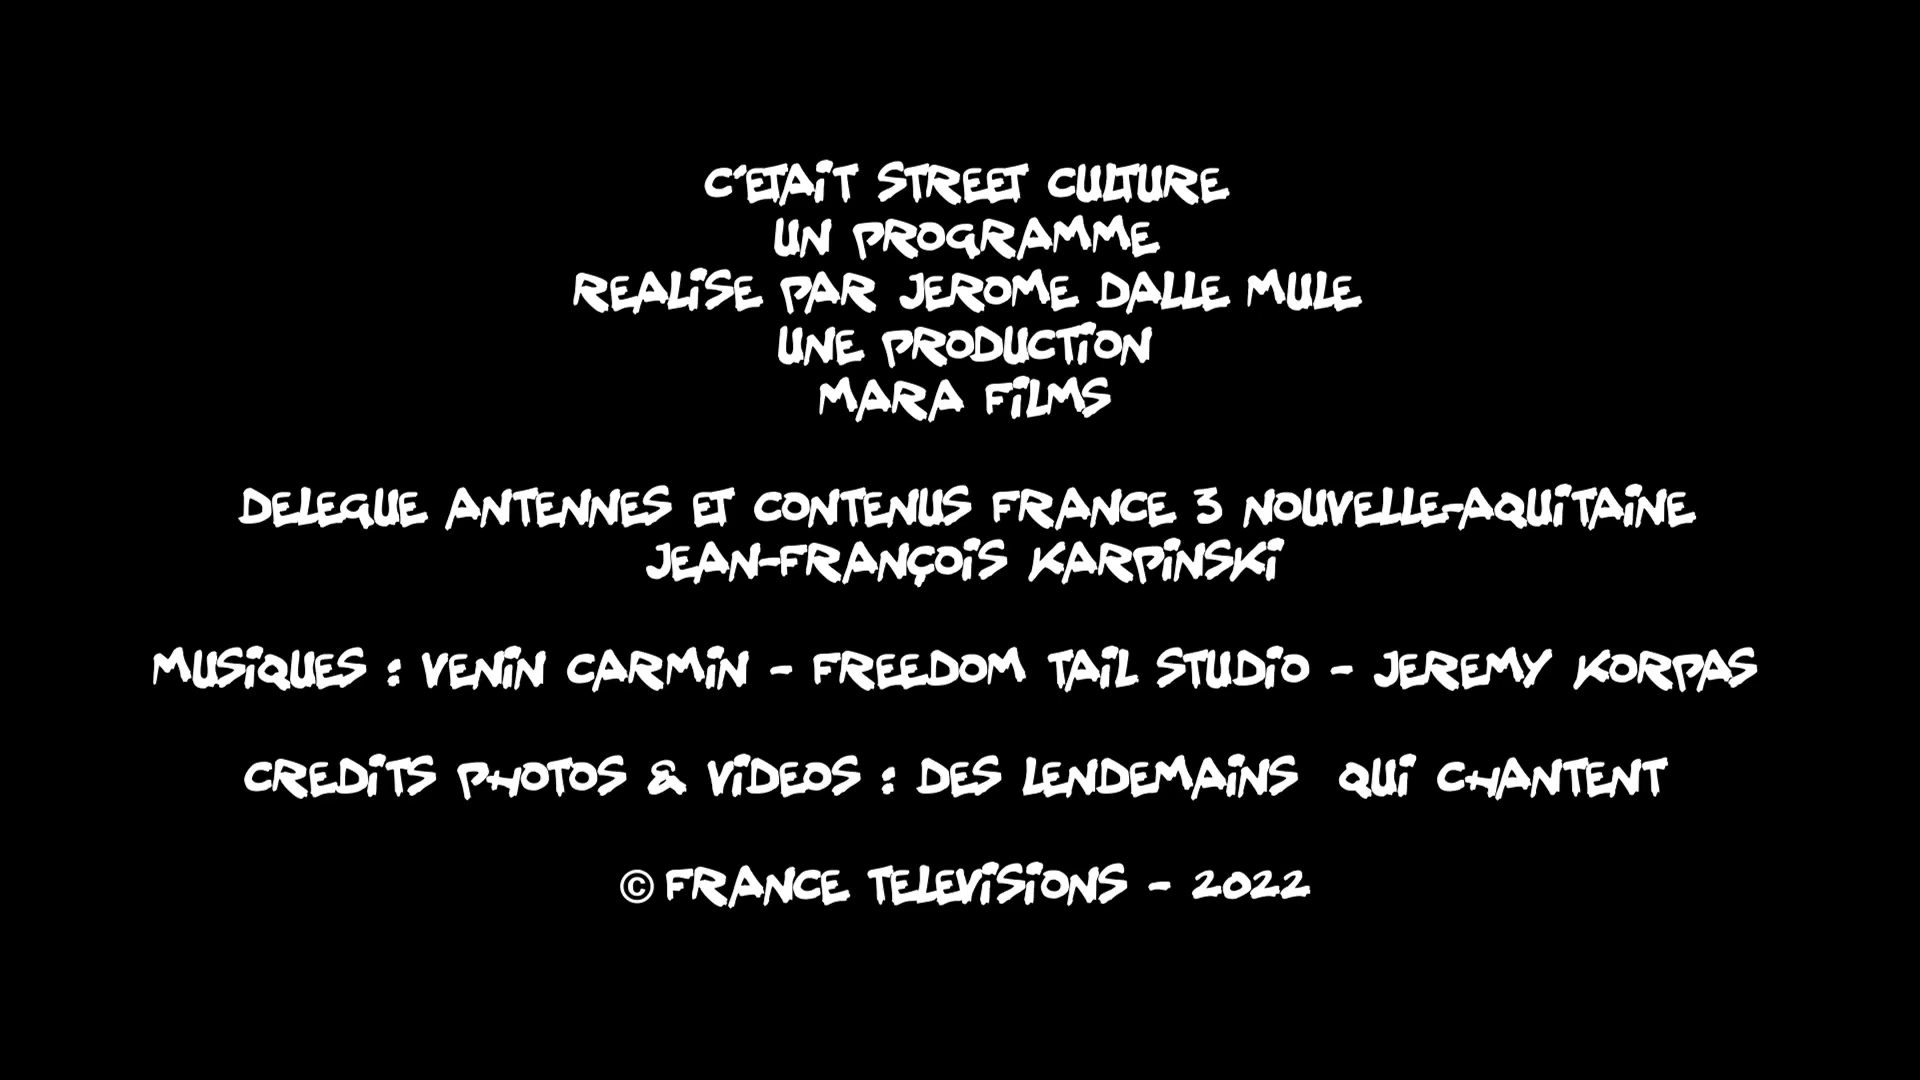 C'ETAIT STREET CULTURE
UN PROGRAMME
REALISE PAR JEROME DALLE MULE
UNE PRODUCTION
MARA FILMS
DELEGUE ANTENNES ET CONTENUS FRANCE 3 NOUVELLE-AQUITAINE
JEAN-FRANÇOIS KARPINSKI
MUSIQUES : VENIN CARMIN - FREEDOM TAIL STUDIO - JEREMY KORPAS
CREDITS PHOTOS & VIDEOS : DES LENDEMAINS QUI CHANTENT
© FRANCE TELEVISIONS - 2022